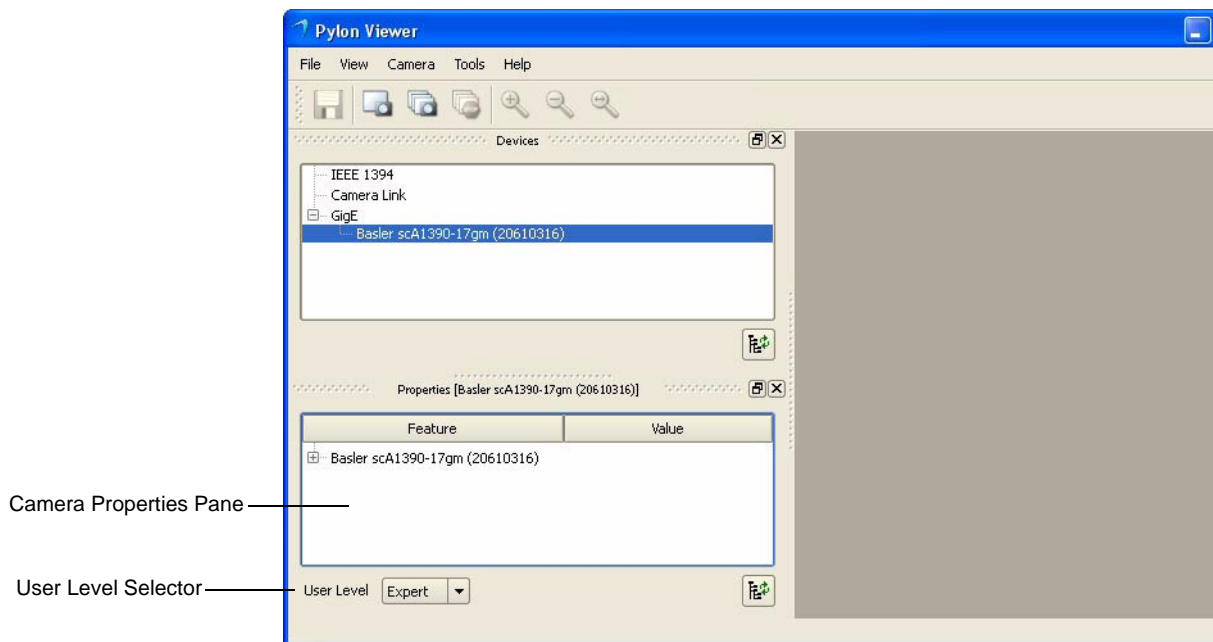 Pylon Viewer
File View Camera Tools Help
Devices
IEEE 1394
Camera Link
GigE
Basler scA1390-17gm (20610316)
Properties [Basler scA1390-17gm (20610316)]
Feature Value
Basler scA1390-17gm (20610316)
Camera Properties Pane
User Level Selector
User Level Expert